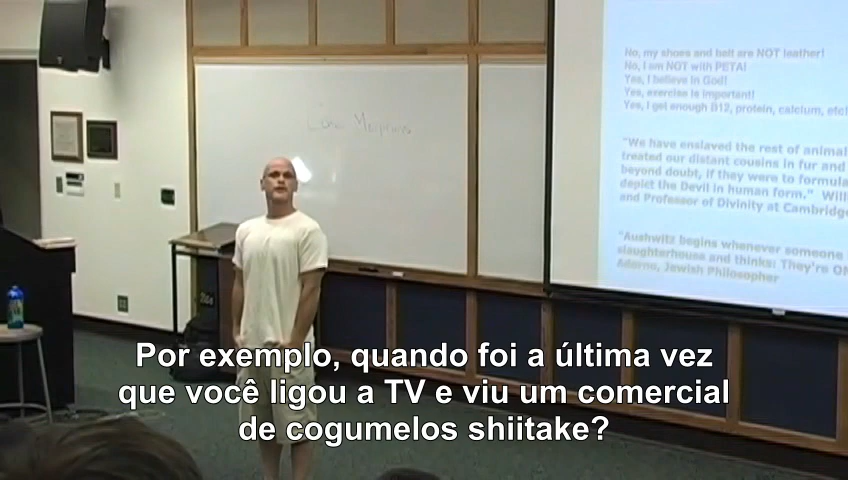 No, my shoes and belt are NOT leather!
No, I am NOT with PETA!
Yes, I believe in God!
Yes, exercise is important!
Yes, I get enough B12, protein, calcium, etc!
"We have enslaved the rest of animal
treated our distant cousins in fur and
beyond doubt, if they were to formula
depict the Devil in human form." Willi
and Professor of Divinity at Cambridge
"Aushwitz begins whenever someone
slaughterhouse and thinks: They're ON
Adorno, Jewish Philosopher
Por exemplo, quando foi a última vez
que você ligou a TV e viu um comercial
de cogumelos shiitake?